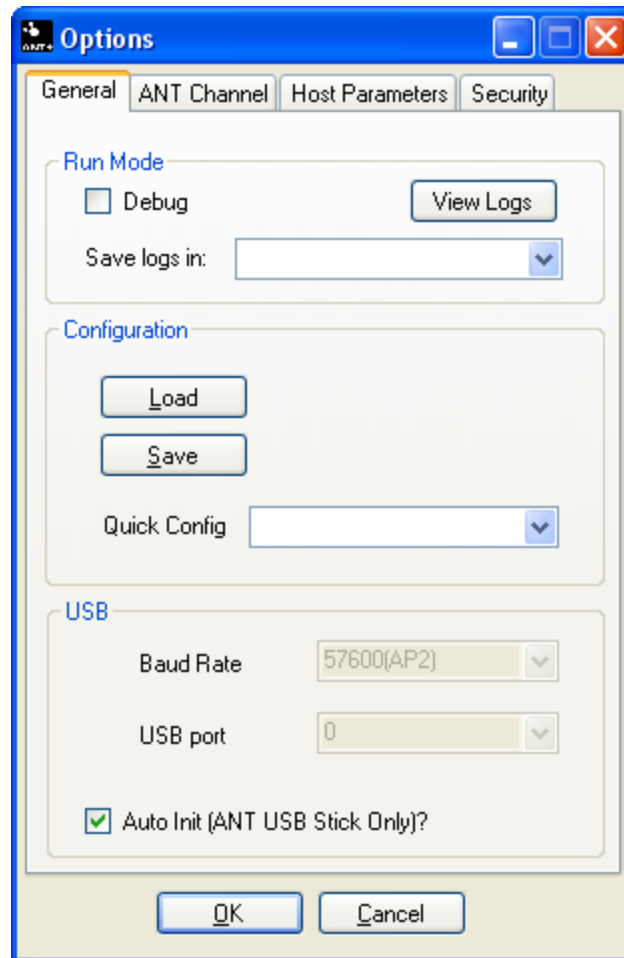 ANT+ Options
General ANT Channel Host Parameters Security
Run Mode
Debug View Logs
Save logs in:
Configuration
Load
Save
Quick Config
USB
Baud Rate 57600(AP2)
USB port 0
Auto Init (ANT USB Stick Only)?
OK Cancel